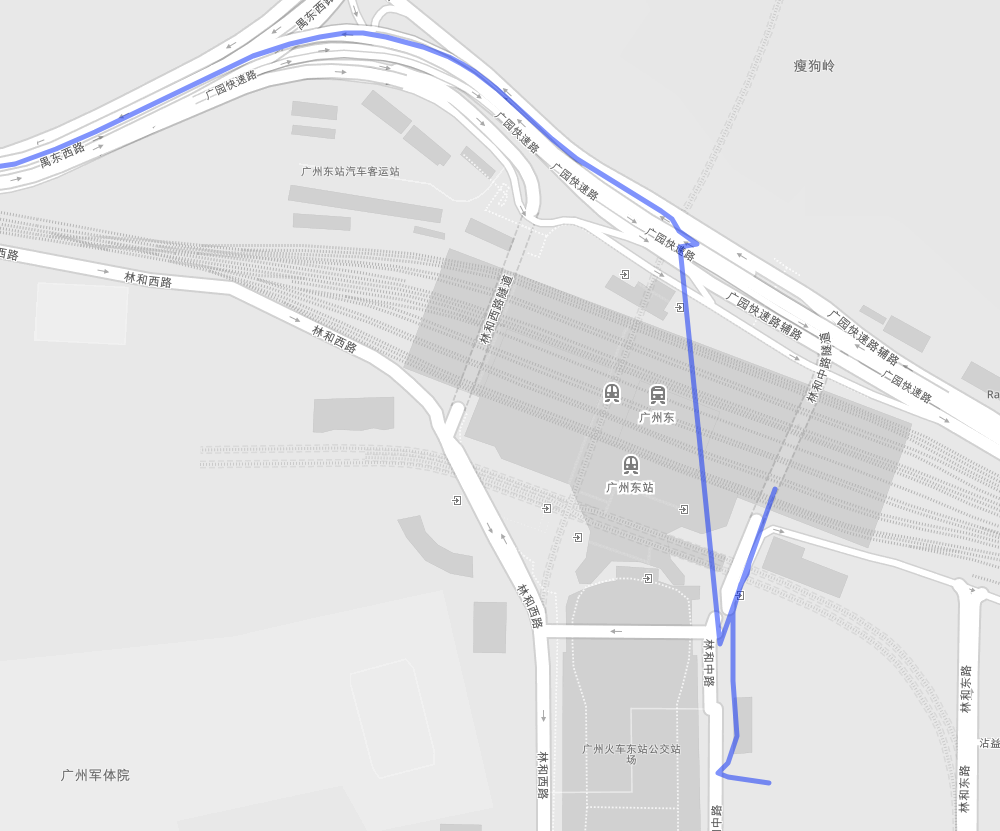 禺东西路
瘦狗岭
广园快速路
广园快速路
禺东西路
广州东站汽车客运站
广园快速路
广园快速路
西路
林和西路
林和西路隧道
广园快速路辅路
广园快速路辅路
林和西路
林和中路隧道
广园快速路
Ra
广州东
广州东站
林和西路
林和中路
林和东路
沾益
广州火车东站公交站
场
广州军体院
林和西路
林和东路
中路